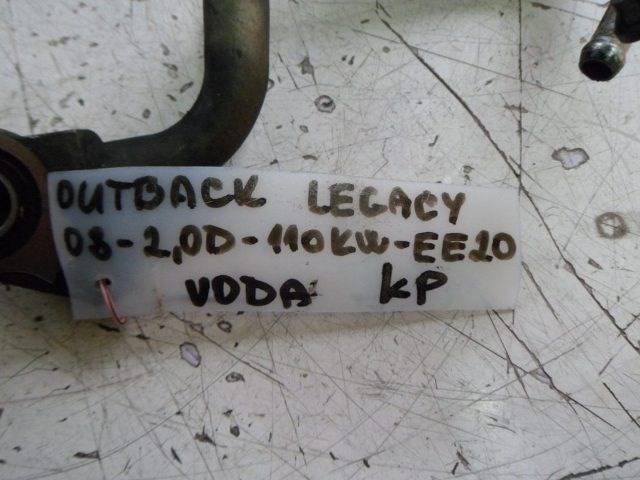 OUTBACK LEGACY
08-2,0D-110KW-EE20
VODA KP